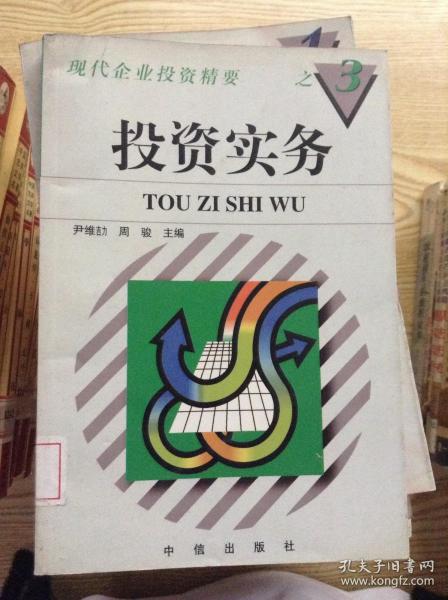 现代企业投资精要 之 3
投资实务
TOU ZI SHI WU
尹维劼 周 骏 主编
中信出版社
1
孔夫子旧书网
www.kongfz.com